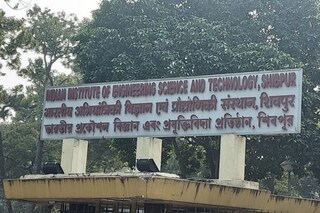 INDIAN INSTITUTE OF ENGINEERING SCIENCE AND TECHNOLOGY, SHIBPUR
भारतीय अभियांत्रिकी विज्ञान एवं प्रौद्योगिकी संस्थान, शिवपुर
ভারতীয় প্রকৌশল বিজ্ঞান এবং প্রযুক্তিবিদ্যা প্রতিষ্ঠান, শিবপুর